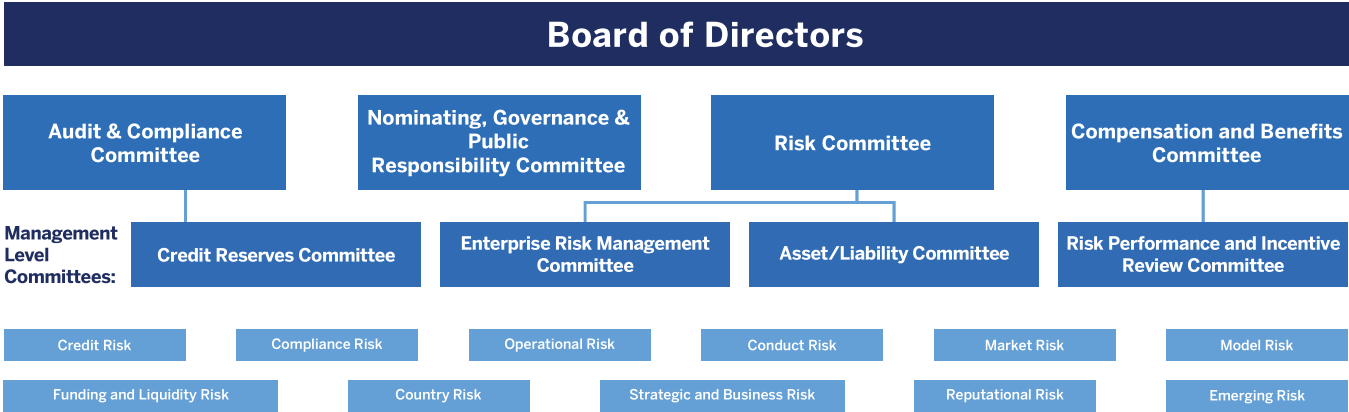 Board of Directors
Audit & Compliance
Committee
Nominating, Governance &
Public
Responsibility Committee
Risk Committee
Compensation and Benefits
Committee
Management
Level
Committees:
Credit Reserves Committee
Enterprise Risk Management
Committee
Asset/Liability Committee
Risk Performance and Incentive
Review Committee
Credit Risk
Compliance Risk
Operational Risk
Conduct Risk
Market Risk
Model Risk
Funding and Liquidity Risk
Country Risk
Strategic and Business Risk
Reputational Risk
Emerging Risk